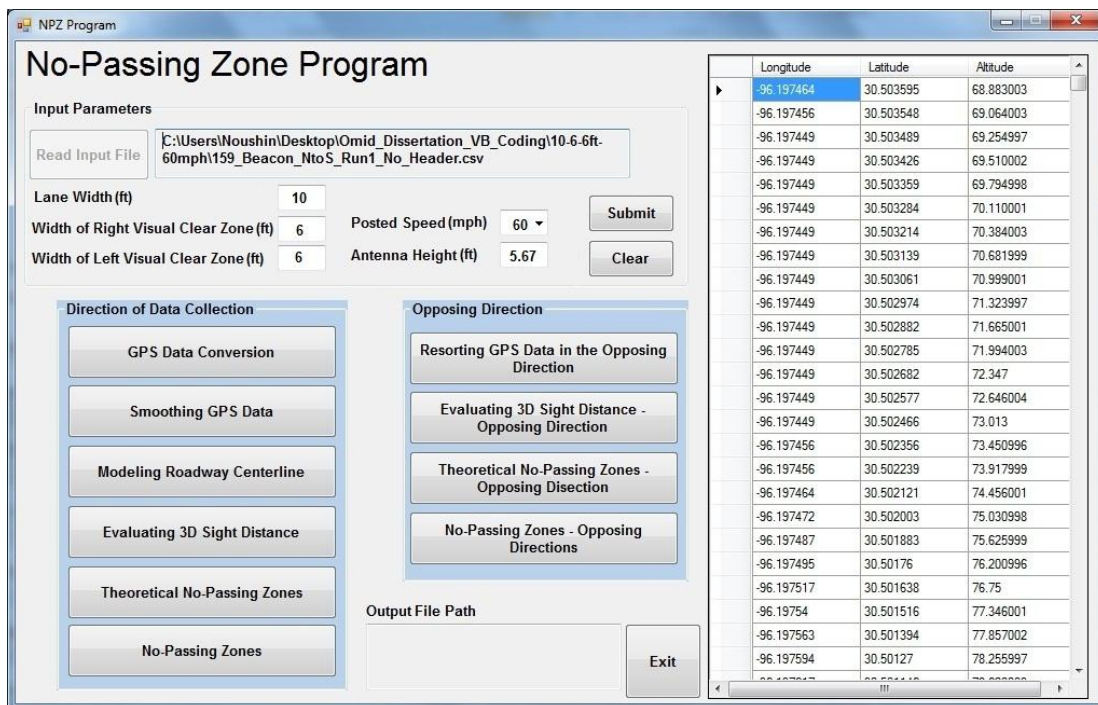 NPZ Program
No-Passing Zone Program
Input Parameters
Read Input File
C:\Users\Noushin\Desktop\Omid_Dissertation_VB_Coding\10-6-6ft-
60mph\159_Beacon_NtoS_Run1_No_Header.csv
Lane Width (ft) 10
Width of Right Visual Clear Zone (ft) 6
Width of Left Visual Clear Zone (ft) 6
Posted Speed (mph) 60
Antenna Height (ft) 5.67
Submit
Clear
Direction of Data Collection
GPS Data Conversion
Smoothing GPS Data
Modeling Roadway Centerline
Evaluating 3D Sight Distance
Theoretical No-Passing Zones
No-Passing Zones
Opposing Direction
Resorting GPS Data in the Opposing
Direction
Evaluating 3D Sight Distance -
Opposing Direction
Theoretical No-Passing Zones -
Opposing Disection
No-Passing Zones - Opposing
Directions
Output File Path
Exit
Longitude Latitude Altitude
-96.197464 30.503595 68.883003
-96.197456 30.503548 69.064003
-96.197449 30.503489 69.254997
-96.197449 30.503426 69.510002
-96.197449 30.503359 69.794998
-96.197449 30.503284 70.110001
-96.197449 30.503214 70.384003
-96.197449 30.503139 70.681999
-96.197449 30.503061 70.999001
-96.197449 30.502974 71.323997
-96.197449 30.502882 71.665001
-96.197449 30.502785 71.994003
-96.197449 30.502682 72.347
-96.197449 30.502577 72.646004
-96.197449 30.502466 73.013
-96.197456 30.502356 73.450996
-96.197456 30.502239 73.917999
-96.197464 30.502121 74.456001
-96.197472 30.502003 75.030998
-96.197487 30.501883 75.625999
-96.197495 30.50176 76.200996
-96.197517 30.501638 76.75
-96.19754 30.501516 77.346001
-96.197563 30.501394 77.857002
-96.197594 30.50127 78.255997